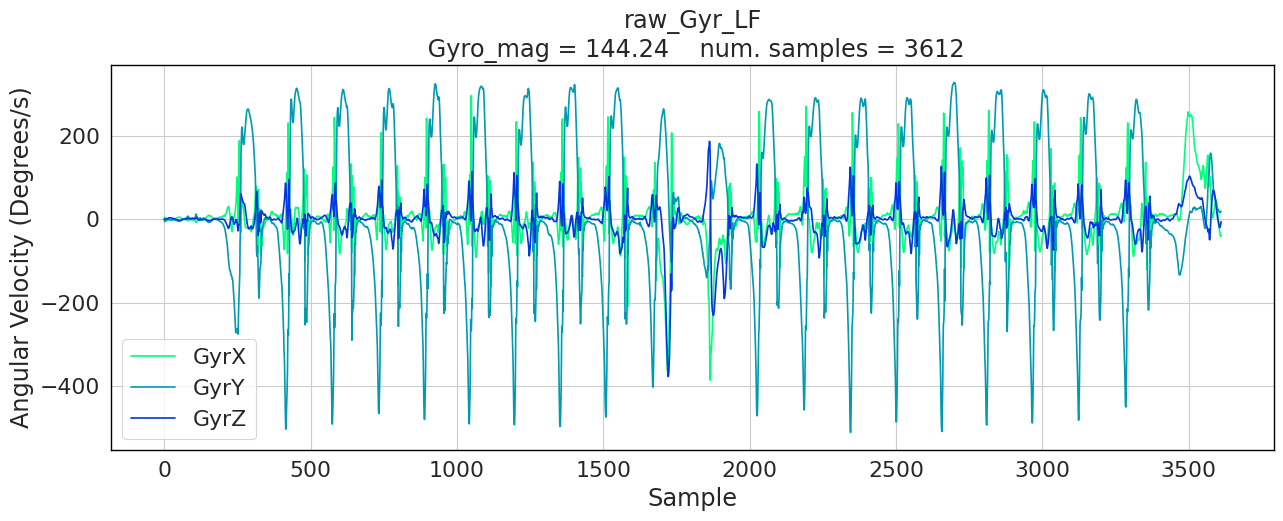 raw_Gyr_LF
Gyro_mag = 144.24    num. samples = 3612
Angular Velocity (Degrees/s)
200
0
−200
−400
GyrX
GyrY
GyrZ
0 500 1000 1500 2000 2500 3000 3500
Sample